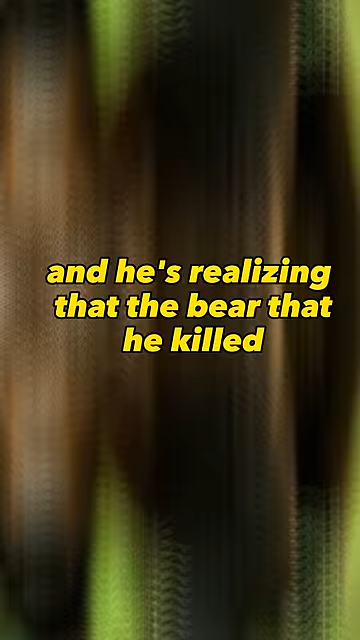 and he's realizing
that the bear that
he killed